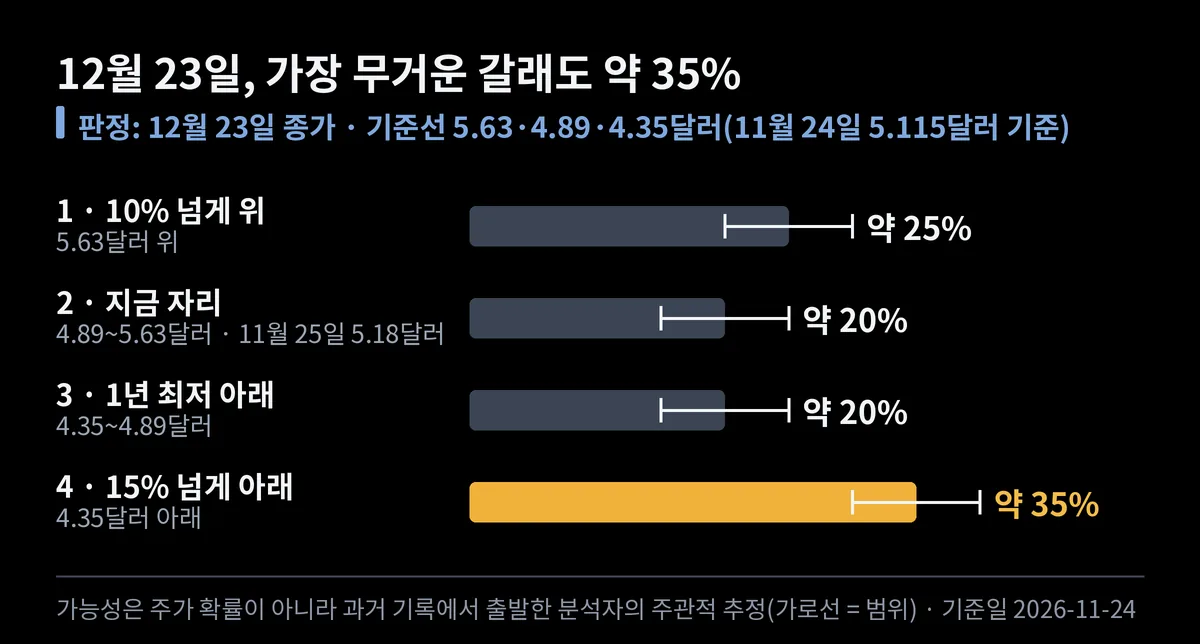 12월 23일, 가장 무거운 갈래도 약 35%
판정: 12월 23일 종가 · 기준선 5.63·4.89·4.35달러(11월 24일 5.115달러 기준)
1 · 10% 넘게 위
5.63달러 위
약 25%
2 · 지금 자리
4.89~5.63달러 · 11월 25일 5.18달러
약 20%
3 · 1년 최저 아래
4.35~4.89달러
약 20%
4 · 15% 넘게 아래
4.35달러 아래
약 35%
가능성은 주가 확률이 아니라 과거 기록에서 출발한 분석자의 주관적 추정(가로선 = 범위) · 기준일 2026-11-24